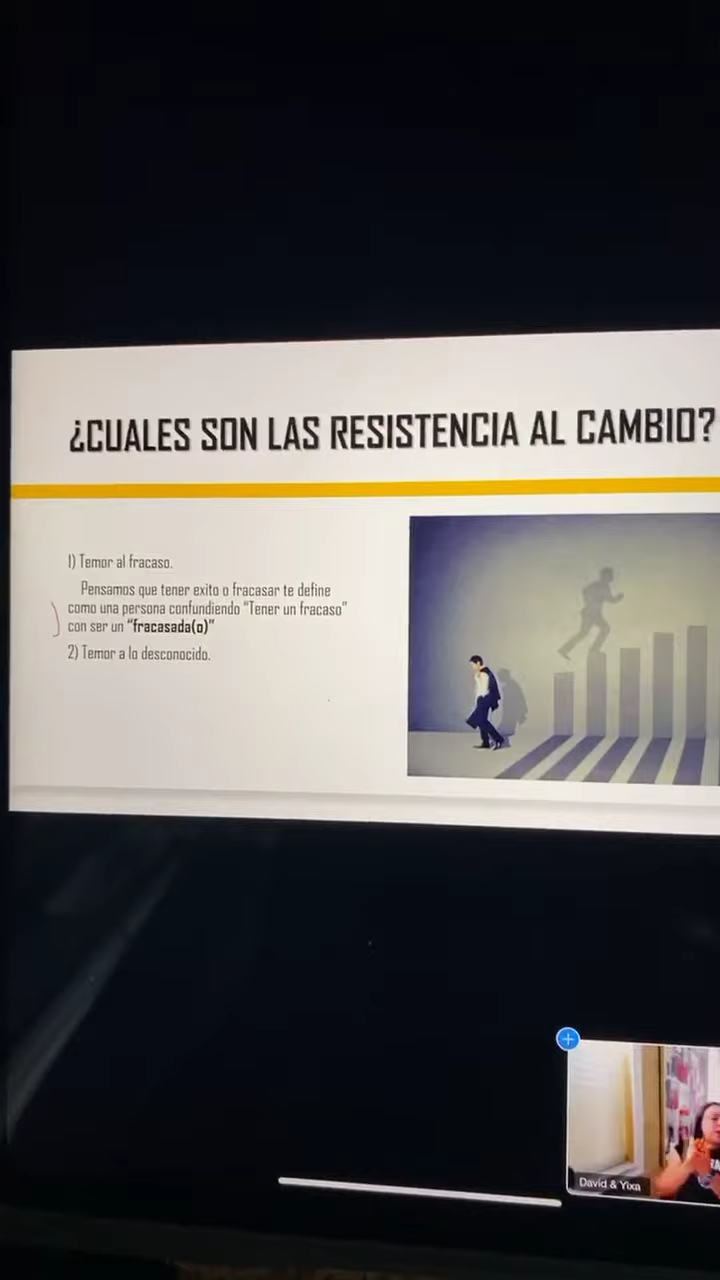 ¿CUALES SON LAS RESISTENCIA AL CAMBIO?
1) Temor al fracaso.
Pensamos que tener exito o fracasar te define
como una persona confundiendo "Tener un fracaso"
con ser un "fracasada(o)"
2) Temor a lo desconocido.
David & Yixa